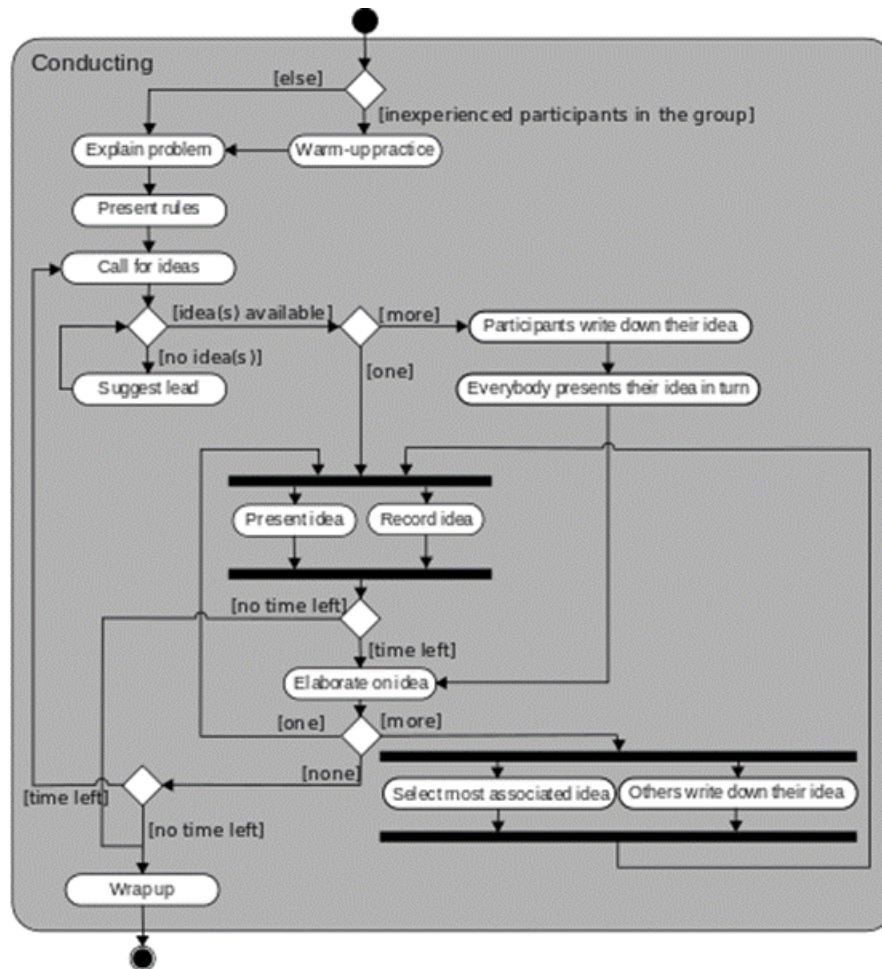 Conducting
[else]
[inexperienced participants in the group]
Explain problem
Warm-up practice
Present rules
Call for ideas
[idea(s) available]
[more]
Participants write down their idea
[no idea(s)]
[one]
Suggest lead
Everybody presents their idea in turn
Present idea
Record idea
[no time left]
[time left]
Elaborate on idea
[one]
[more]
[none]
Select most associated idea
Others write down their idea
[time left]
[no time left]
Wrap up